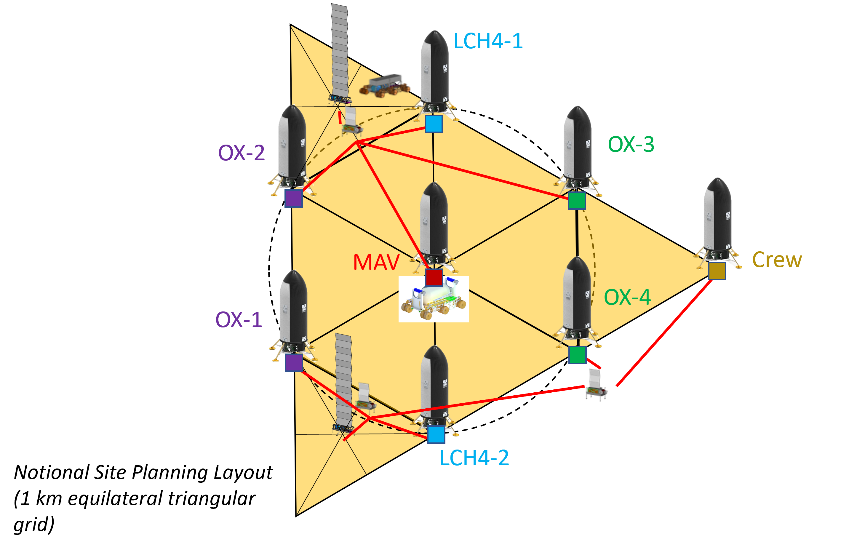 LCH4-1
OX-2
OX-3
MAV
Crew
OX-1
OX-4
LCH4-2
Notional Site Planning Layout
(1 km equilateral triangular
grid)